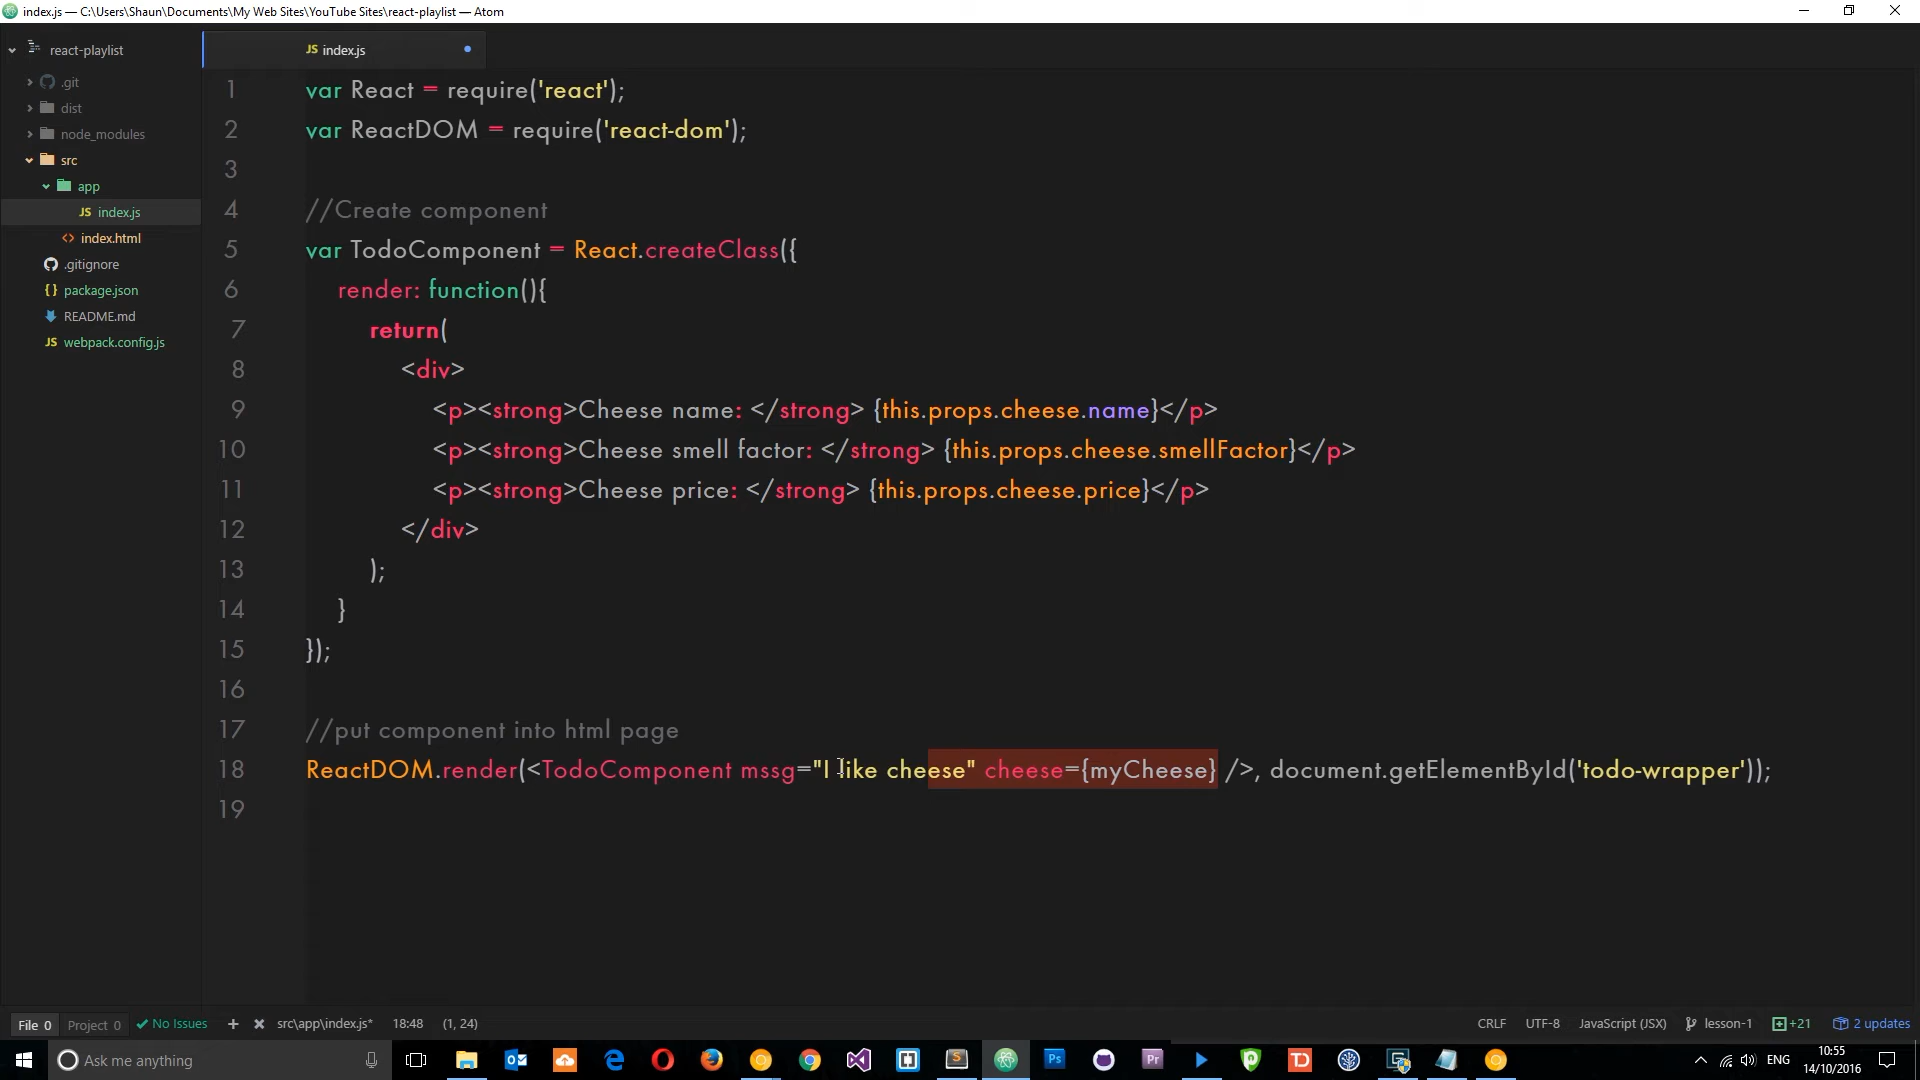 index.js — C:\Users\Shaun\Documents\My Web Sites\YouTube Sites\react-playlist — Atom
react-playlist
.git
dist
node_modules
src
app
JS index.js
<> index.html
.gitignore
{} package.json
README.md
JS webpack.config.js
JS index.js
1 var React = require('react');
2 var ReactDOM = require('react-dom');
3
4 //Create component
5 var TodoComponent = React.createClass({
6 render: function(){
7 return(
8 <div>
9 <p><strong>Cheese name: </strong> {this.props.cheese.name}</p>
10 <p><strong>Cheese smell factor: </strong> {this.props.cheese.smellFactor}</p>
11 <p><strong>Cheese price: </strong> {this.props.cheese.price}</p>
12 </div>
13 );
14 }
15 });
16
17 //put component into html page
18 ReactDOM.render(<TodoComponent mssg="I like cheese" cheese={myCheese} />, document.getElementById('todo-wrapper'));
19
File 0 Project 0 No Issues + src\app\index.js* 18:48 (1, 24) CRLF UTF-8 JavaScript (JSX) lesson-1 +21 2 updates
Ask me anything
Ps
Pr
TD
ENG
10:55
14/10/2016